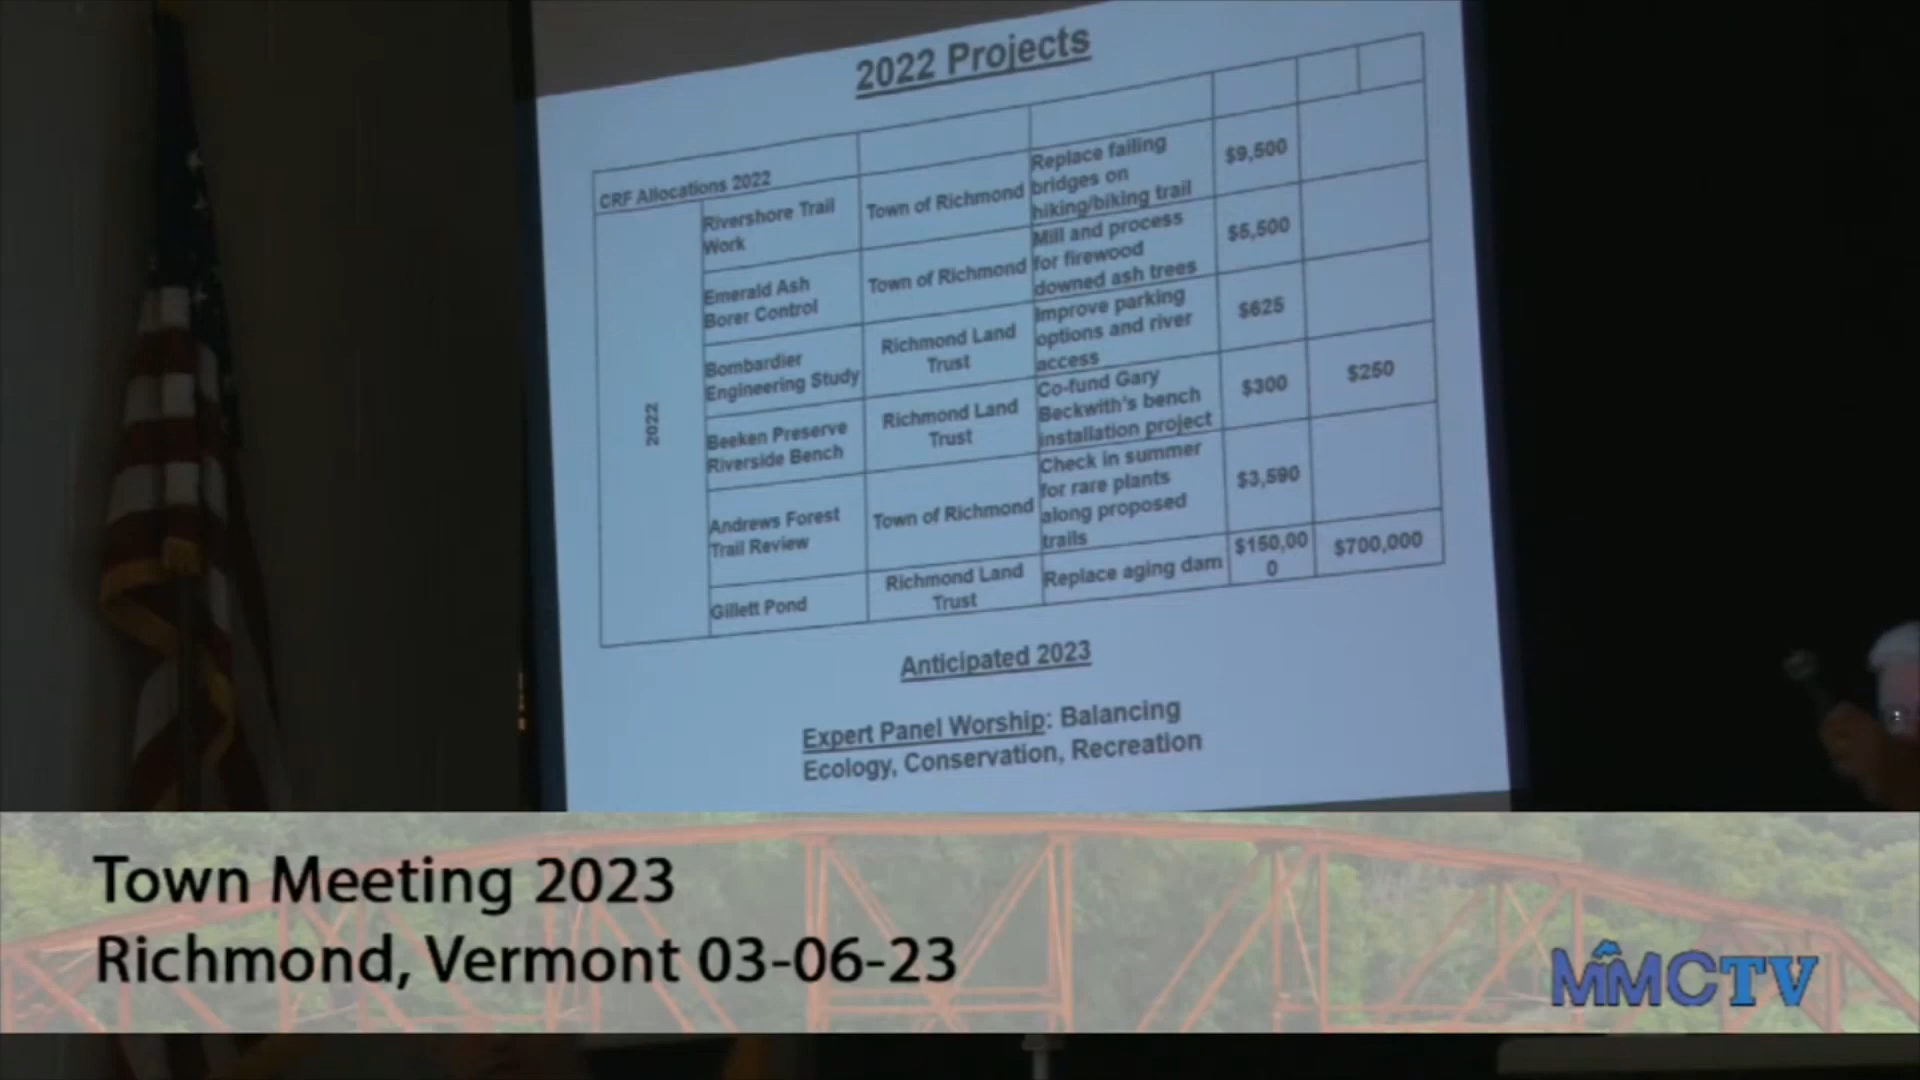 2022 Projects
CRF Allocations 2022
2022
Rivershore Trail
Work
Town of Richmond
Replace failing
bridges on
hiking/biking trail
$9,500
Emerald Ash
Borer Control
Town of Richmond
Mill and process
for firewood
downed ash trees
$5,500
Bombardier
Engineering Study
Richmond Land
Trust
Improve parking
options and river
access
$625
Beeken Preserve
Riverside Bench
Richmond Land
Trust
Co-fund Gary
Beckwith's bench
installation project
$300
$250
Andrews Forest
Trail Review
Town of Richmond
Check in summer
for rare plants
along proposed
trails
$3,590
Gillett Pond
Richmond Land
Trust
Replace aging dam
$150,00
0
$700,000
Anticipated 2023
Expert Panel Worship: Balancing
Ecology, Conservation, Recreation
Town Meeting 2023
Richmond, Vermont 03-06-23
MMCTV